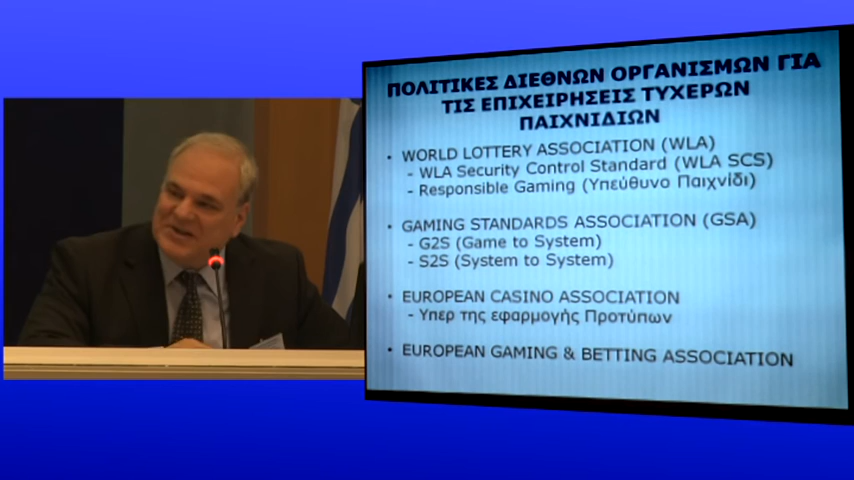 ΠΟΛΙΤΙΚΕΣ ΔΙΕΘΝΩΝ ΟΡΓΑΝΙΣΜΩΝ ΓΙΑ
ΤΙΣ ΕΠΙΧΕΙΡΗΣΕΙΣ ΤΥΧΕΡΩΝ
ΠΑΙΧΝΙΔΙΩΝ
• WORLD LOTTERY ASSOCIATION (WLA)
- WLA Security Control Standard (WLA SCS)
- Responsible Gaming (Υπεύθυνο Παιχνίδι)
• GAMING STANDARDS ASSOCIATION (GSA)
- G2S (Game to System)
- S2S (System to System)
• EUROPEAN CASINO ASSOCIATION
- Υπερ της εφαρμογής Προτύπων
• EUROPEAN GAMING & BETTING ASSOCIATION